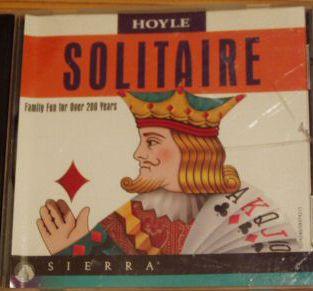 HOYLE
SOLITAIRE
Family Fun for Over 200 Years
A
K
Q
J
10
SIERRA